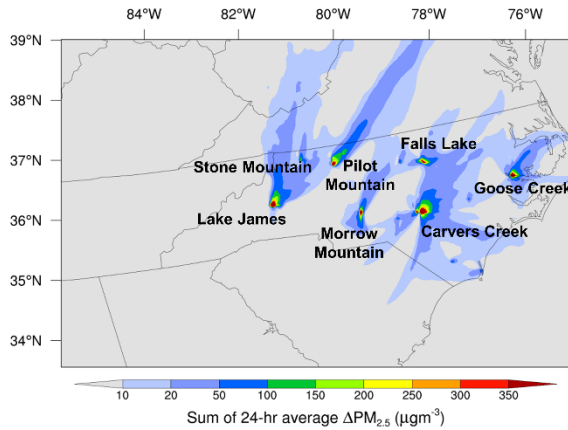 84°W 82°W 80°W 78°W 76°W
39°N
38°N
37°N
36°N
35°N
34°N
Falls Lake
Stone Mountain
Pilot
Mountain
Goose Creek
Lake James
Morrow
Mountain
Carvers Creek
10 20 50 100 150 200 250 300 350
Sum of 24-hr average ΔPM2.5 (µgm-3)